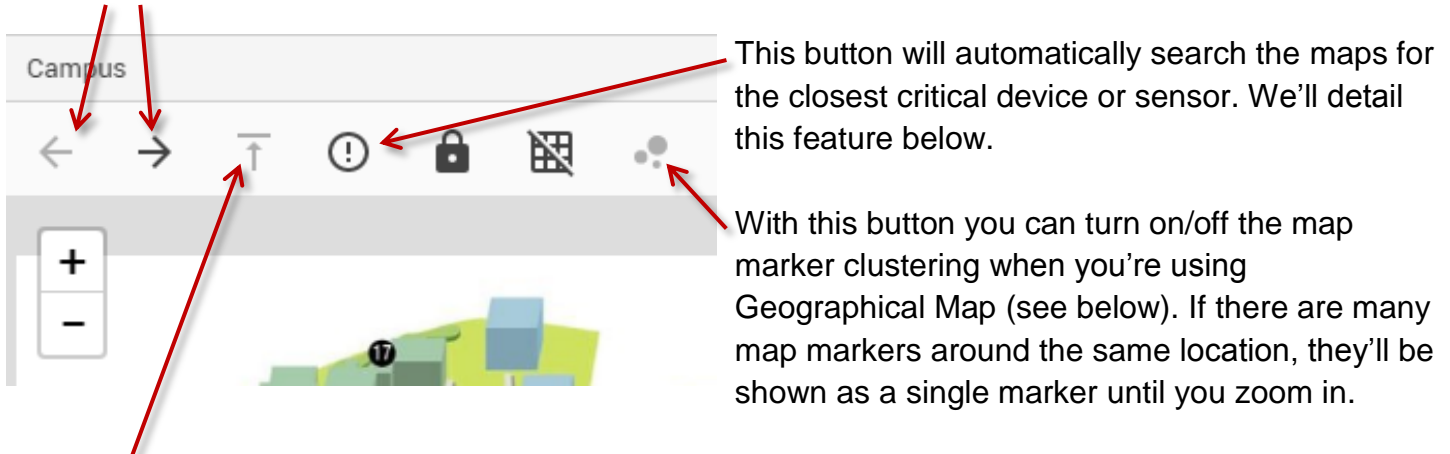 Campus
This button will automatically search the maps for
the closest critical device or sensor. We’ll detail
this feature below.
With this button you can turn on/off the map
marker clustering when you’re using
Geographical Map (see below). If there are many
map markers around the same location, they’ll be
shown as a single marker until you zoom in.
+
−
17